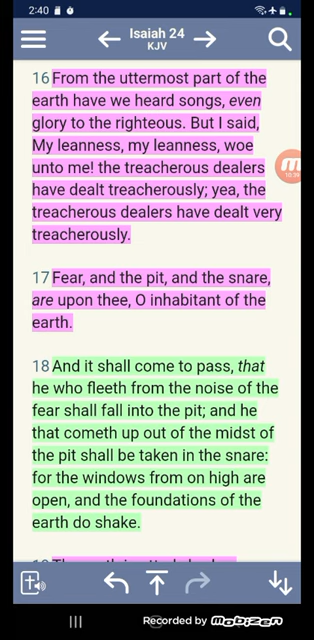 2:40
Isaiah 24
KJV
16 From the uttermost part of the
earth have we heard songs, even
glory to the righteous. But I said,
My leanness, my leanness, woe
unto me! the treacherous dealers
have dealt treacherously; yea, the
treacherous dealers have dealt very
treacherously.
17 Fear, and the pit, and the snare,
are upon thee, O inhabitant of the
earth.
18 And it shall come to pass, that
he who fleeth from the noise of the
fear shall fall into the pit; and he
that cometh up out of the midst of
the pit shall be taken in the snare:
for the windows from on high are
open, and the foundations of the
earth do shake.
Recorded by Mobizen